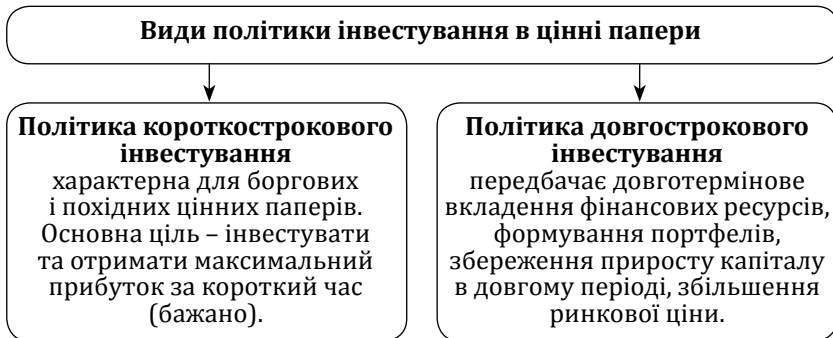 Види політики інвестування в цінні папери
Політика короткострокового
інвестування
характерна для боргових
і похідних цінних паперів.
Основна ціль – інвестувати
та отримати максимальний
прибуток за короткий час
(бажано).
Політика довгострокового
інвестування
передбачає довготермінове
вкладення фінансових ресурсів,
формування портфелів,
збереження приросту капіталу
в довгому періоді, збільшення
ринкової ціни.